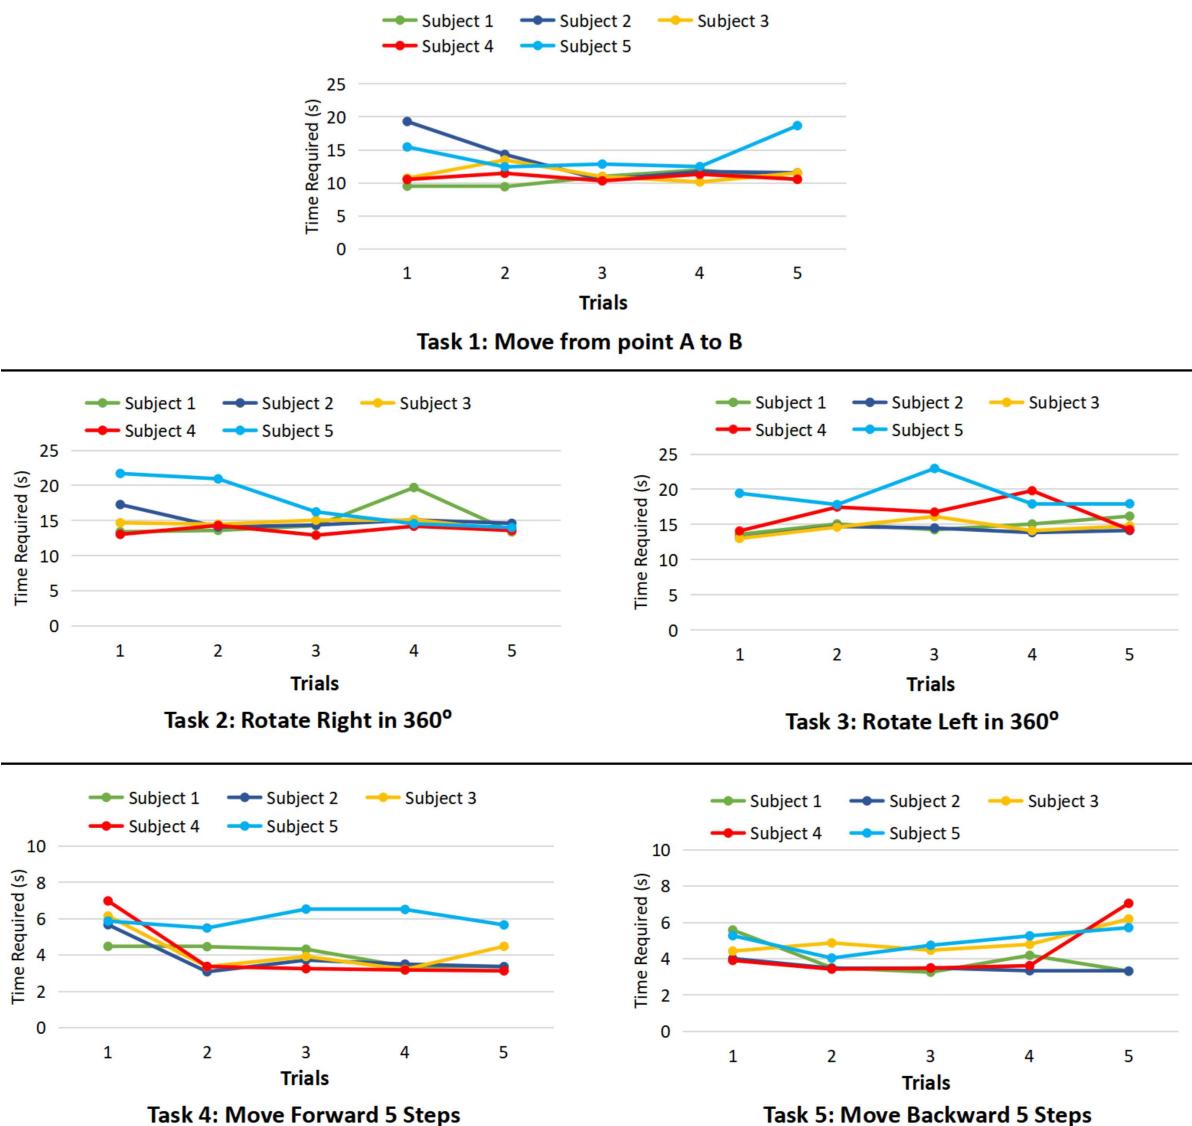 Subject 1 Subject 2 Subject 3
Subject 4 Subject 5
25
20
15
10
5
0
Time Required (s)
1 2 3 4 5
Trials
Task 1: Move from point A to B
Subject 1 Subject 2 Subject 3
Subject 4 Subject 5
25
20
15
10
5
0
Time Required (s)
1 2 3 4 5
Trials
Task 2: Rotate Right in 360⁰
Subject 1 Subject 2 Subject 3
Subject 4 Subject 5
25
20
15
10
5
0
Time Required (s)
1 2 3 4 5
Trials
Task 3: Rotate Left in 360⁰
Subject 1 Subject 2 Subject 3
Subject 4 Subject 5
10
8
6
4
2
0
Time Required (s)
1 2 3 4 5
Trials
Task 4: Move Forward 5 Steps
Subject 1 Subject 2 Subject 3
Subject 4 Subject 5
10
8
6
4
2
0
Time Required (s)
1 2 3 4 5
Trials
Task 5: Move Backward 5 Steps